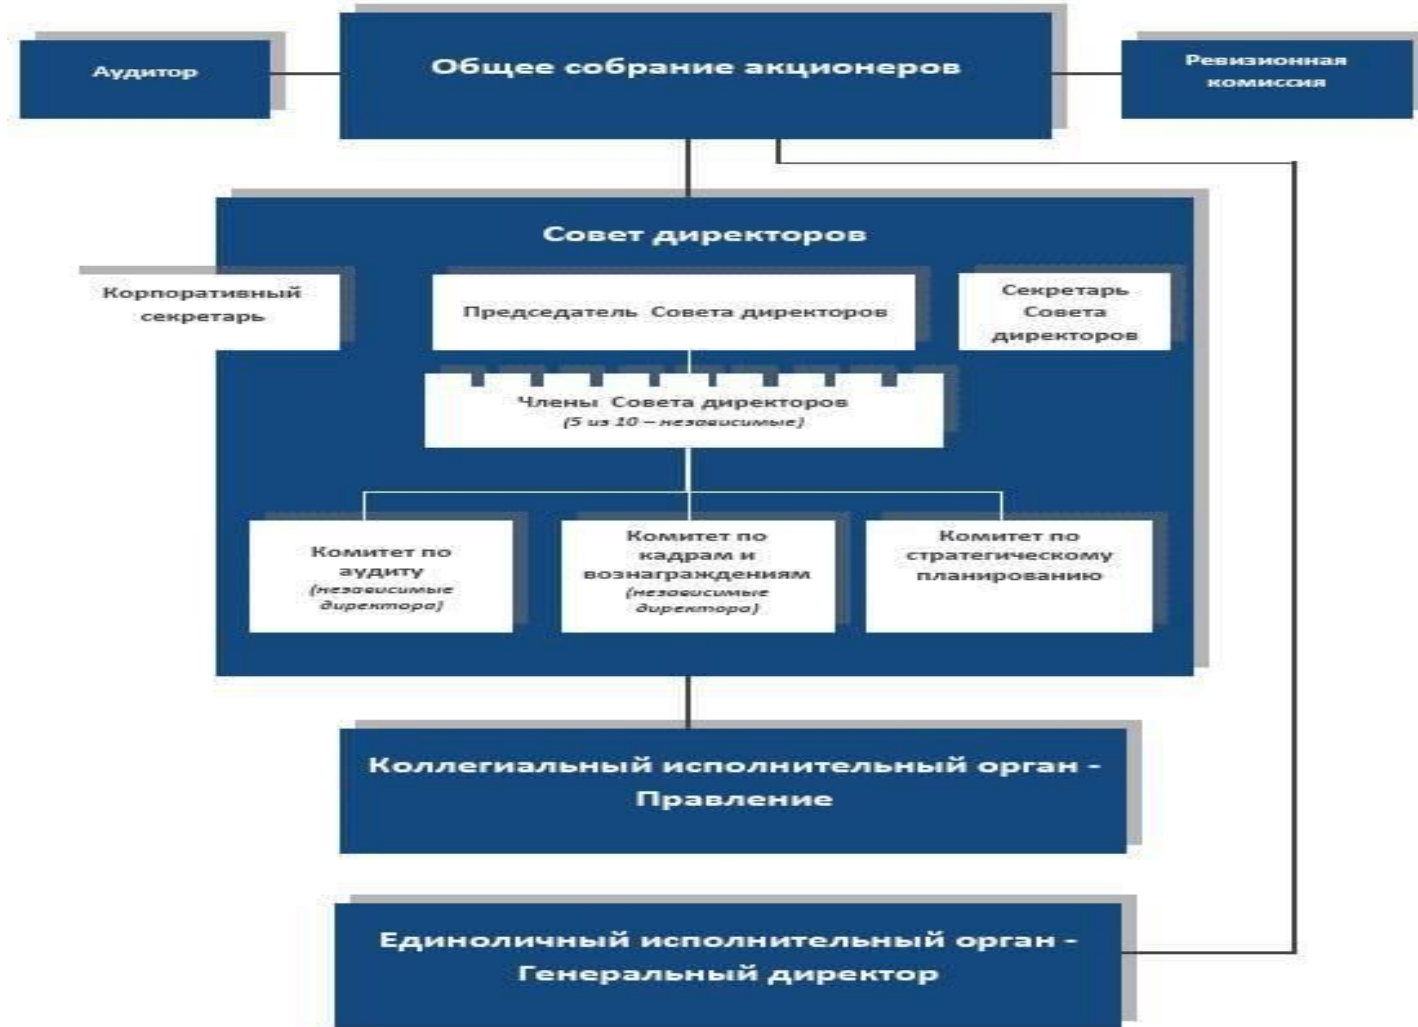 Аудитор
Общее собрание акционеров
Ревизионная
комиссия
Совет директоров
Корпоративный
секретарь
Председатель Совета директоров
Секретарь
Совета
директоров
Члены Совета директоров
(5 из 10 – независимые)
Комитет по
аудиту
(независимые
директора)
Комитет по
кадрам и
вознаграждениям
(независимые
директора)
Комитет по
стратегическому
планированию
Коллегиальный исполнительный орган -
Правление
Единоличный исполнительный орган -
Генеральный директор